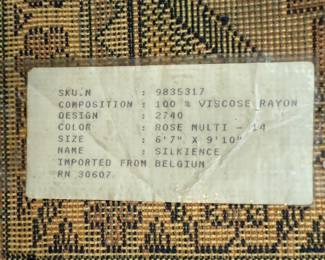 SKU.N : 9835317
COMPOSITION : 100 % VISCOSE RAYON
DESIGN : 2740
COLOR : ROSE MULTI - 14
SIZE : 6'7" X 9'10"
NAME : SILKIENCE
IMPORTED FROM BELGIUM
RN 30607